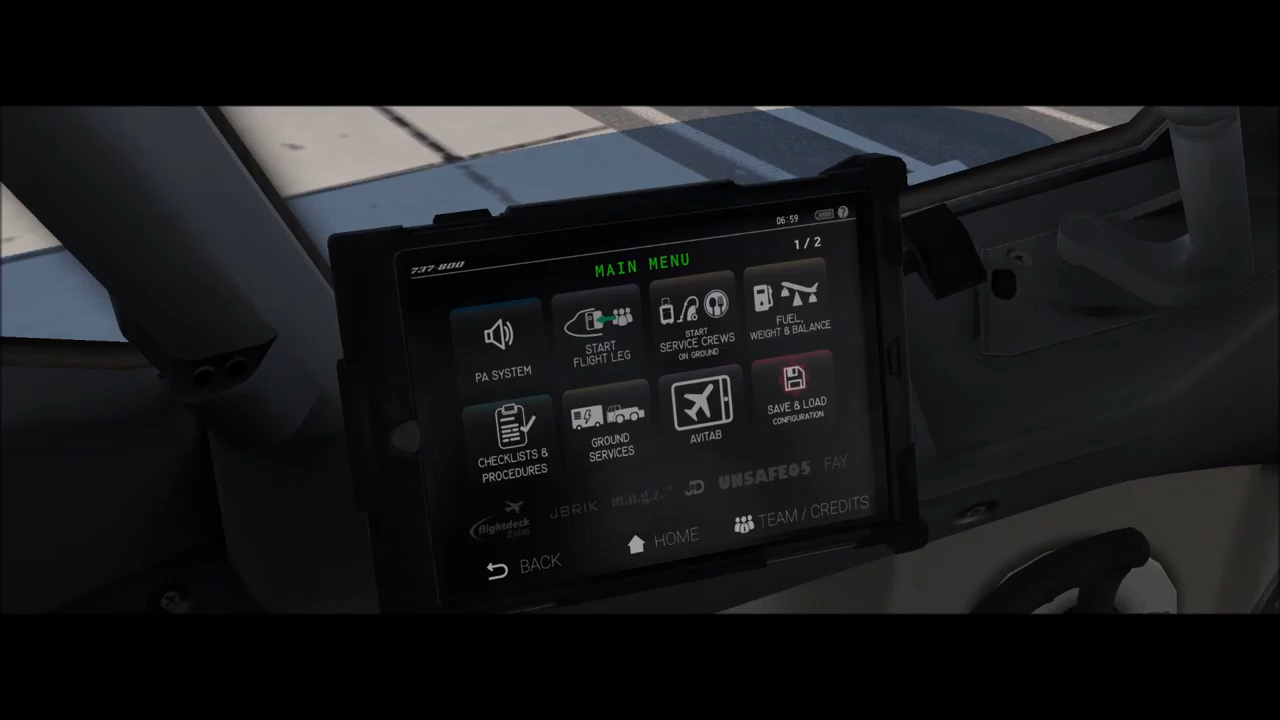 06:59
737-800
MAIN MENU
1 / 2
PA SYSTEM
START
FLIGHT LEG
START
SERVICE CREWS
ON GROUND
FUEL,
WEIGHT & BALANCE
CHECKLISTS &
PROCEDURES
GROUND
SERVICES
AVITAB
SAVE & LOAD
CONFIGURATION
flightdeck
2sim
JBRIK
m.u.g.z.™
JD
UNSAFE05
FAY
BACK
HOME
TEAM / CREDITS